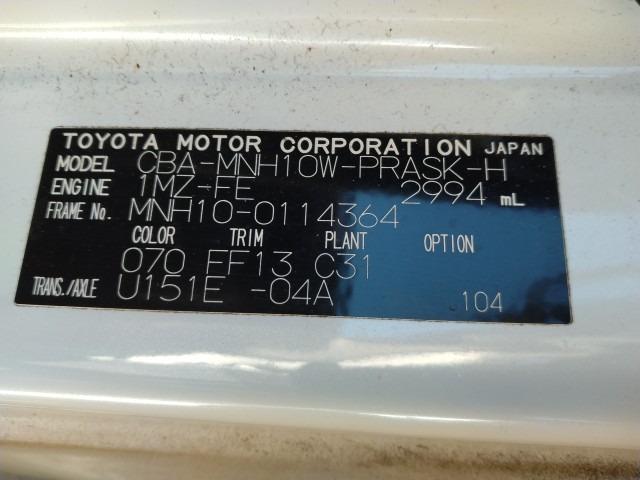 TOYOTA MOTOR CORPORATION JAPAN
MODEL CBA-MNH10W-PRASK-H
ENGINE 1MZ-FE 2994 mL
FRAME No. MNH10-0114364
COLOR TRIM PLANT OPTION
070 FF13 C31
TRANS./AXLE U151E -04A 104